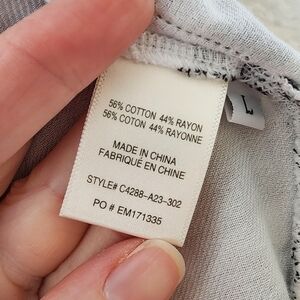 56% COTTON 44% RAYON
56% COTON 44% RAYONNE
MADE IN CHINA
FABRIQUÉ EN CHINE
STYLE# C4288-A23-302
PO # EM171335
L